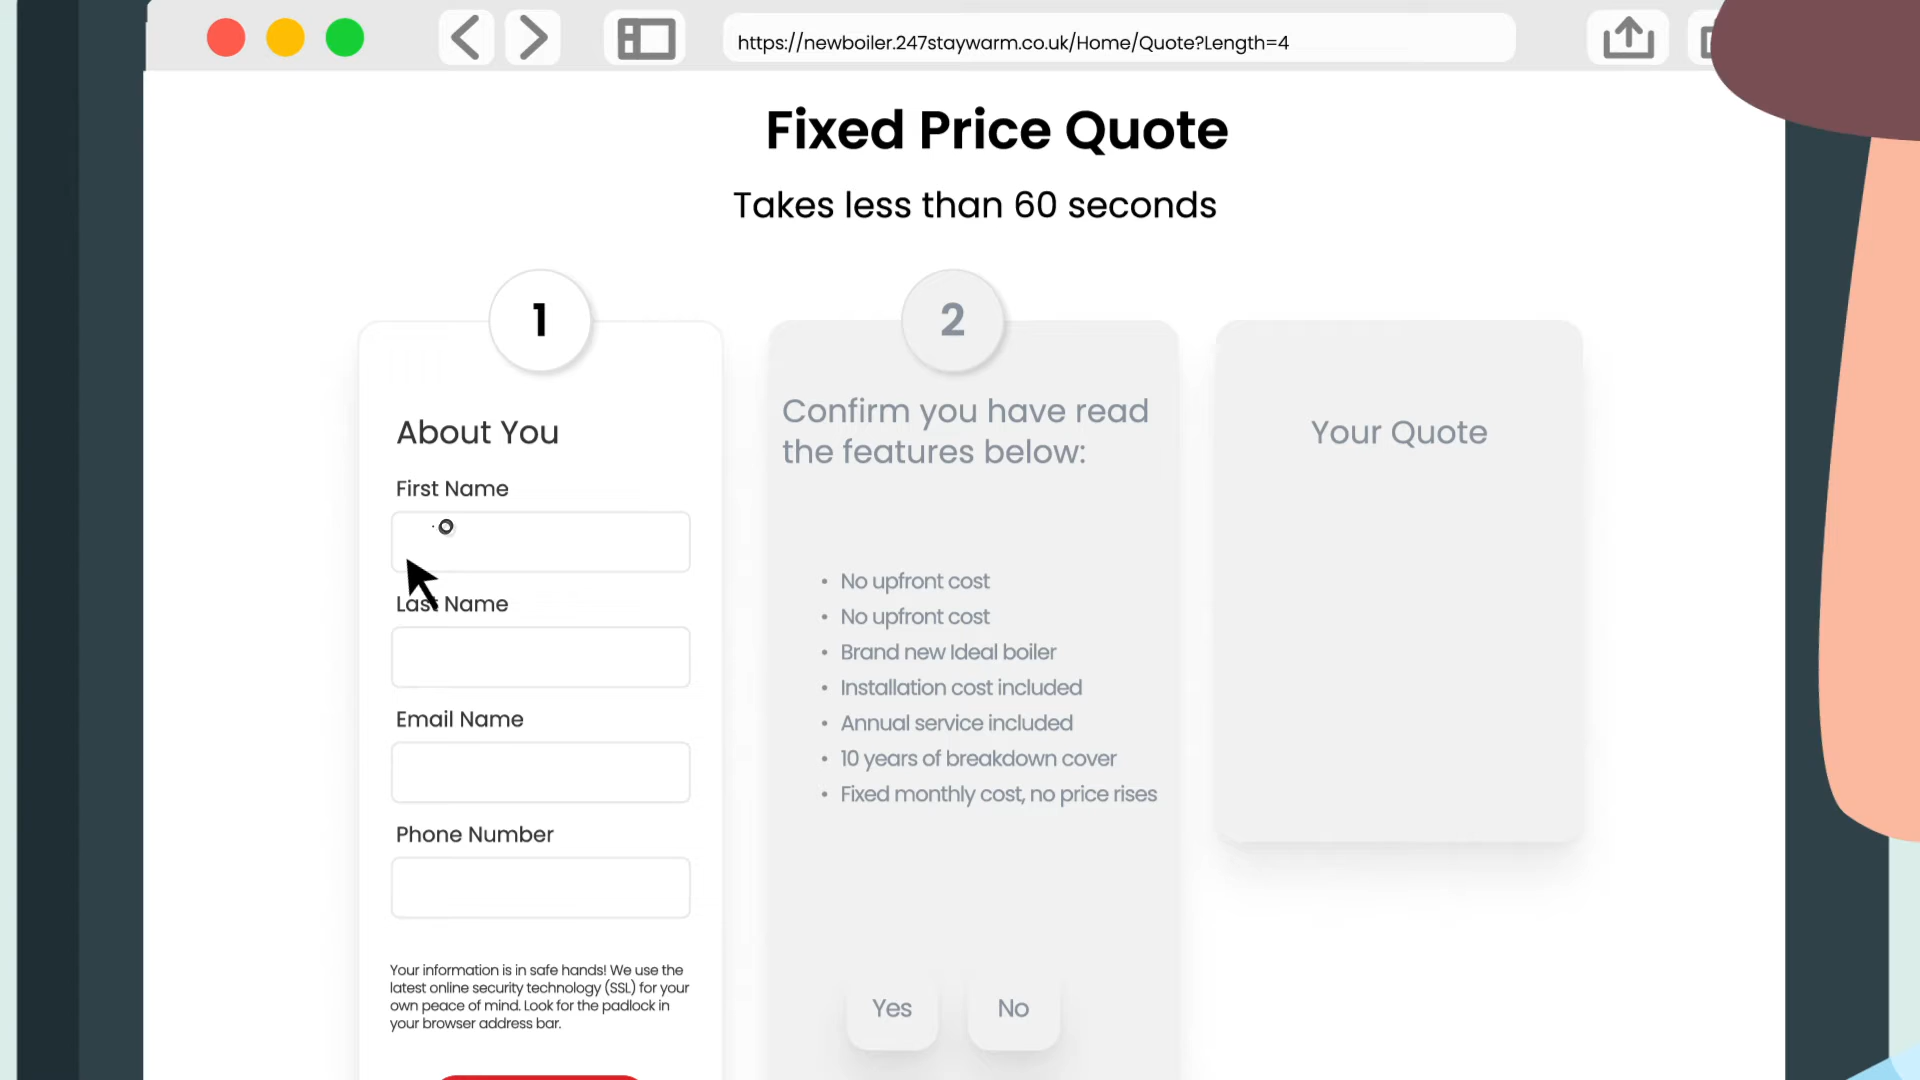 https://newboiler.247staywarm.co.uk/Home/Quote?Length=4
Fixed Price Quote
Takes less than 60 seconds
1
About You
First Name
Last Name
Email Name
Phone Number
Your information is in safe hands! We use the
latest online security technology (SSL) for your
own peace of mind. Look for the padlock in
your browser address bar.
2
Confirm you have read
the features below:
• No upfront cost
• No upfront cost
• Brand new Ideal boiler
• Installation cost included
• Annual service included
• 10 years of breakdown cover
• Fixed monthly cost, no price rises
Yes
No
Your Quote